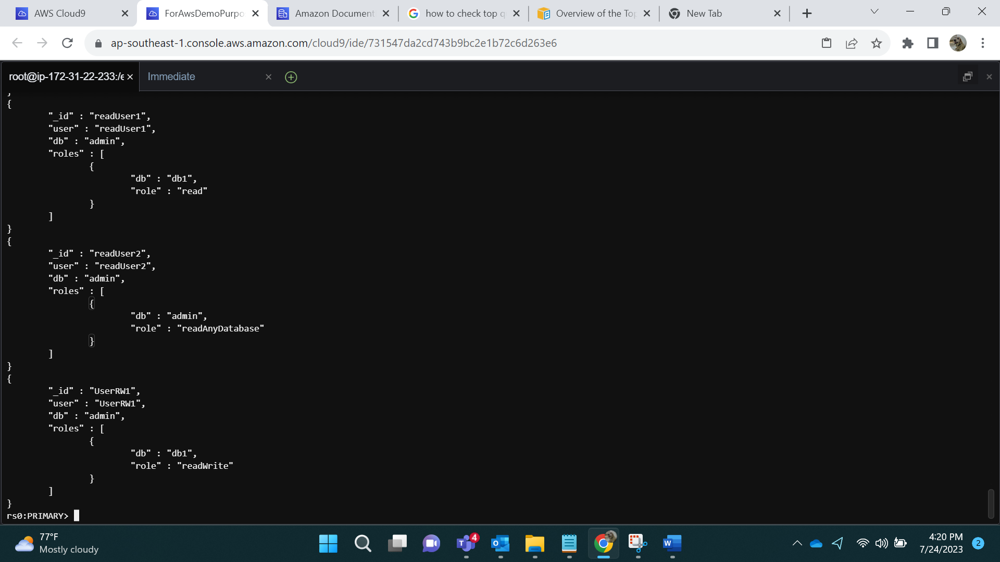 AWS Cloud9
ForAwsDemoPurpo
Amazon Document
how to check top q
Overview of the Top
New Tab
ap-southeast-1.console.aws.amazon.com/cloud9/ide/731547da2cd743b9bc2e1b72c6d263e6
root@ip-172-31-22-233:/e
Immediate
}
{
"_id" : "readUser1",
"user" : "readUser1",
"db" : "admin",
"roles" : [
{
"db" : "db1",
"role" : "read"
}
]
}
{
"_id" : "readUser2",
"user" : "readUser2",
"db" : "admin",
"roles" : [
{
"db" : "admin",
"role" : "readAnyDatabase"
}
]
}
{
"_id" : "UserRW1",
"user" : "UserRW1",
"db" : "admin",
"roles" : [
{
"db" : "db1",
"role" : "readWrite"
}
]
}
rs0:PRIMARY>
77°F
Mostly cloudy
4
4:20 PM
7/24/2023
2